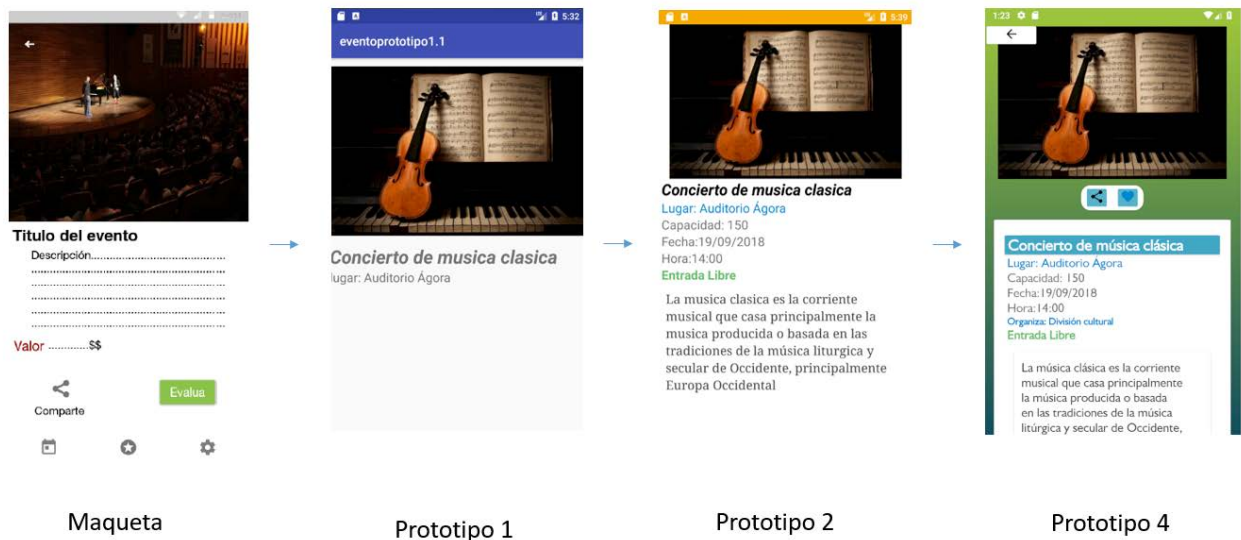 Titulo del evento
Descripción
Valor ............$$
Comparte
Evalua
Maqueta
5:32
eventoprototipo1.1
Concierto de musica clasica
lugar: Auditorio Ágora
Prototipo 1
5:39
Concierto de musica clasica
Lugar: Auditorio Ágora
Capacidad: 150
Fecha:19/09/2018
Hora:14:00
Entrada Libre
La musica clasica es la corriente
musical que casa principalmente la
musica producida o basada en las
tradiciones de la música liturgica y
secular de Occidente, principalmente
Europa Occidental
Prototipo 2
1:23
Concierto de música clásica
Lugar: Auditorio Ágora
Capacidad: 150
Fecha:19/09/2018
Hora:14:00
Organiza: División cultural
Entrada Libre
La música clásica es la corriente
musical que casa principalmente
la música producida o basada
en las tradiciones de la música
litúrgica y secular de Occidente,
Prototipo 4